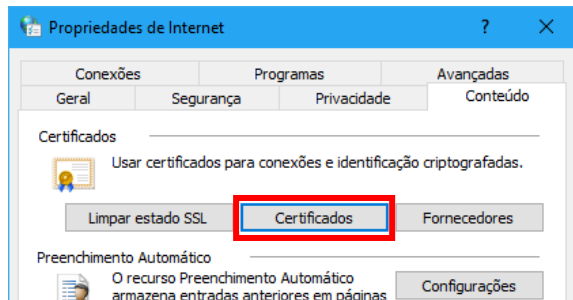 Propriedades de Internet ?
Conexões Programas Avançadas
Geral Segurança Privacidade Conteúdo
Certificados
Usar certificados para conexões e identificação criptografadas.
Limpar estado SSL Certificados Fornecedores
Preenchimento Automático
O recurso Preenchimento Automático Configurações
armazena entradas anteriores em páginas